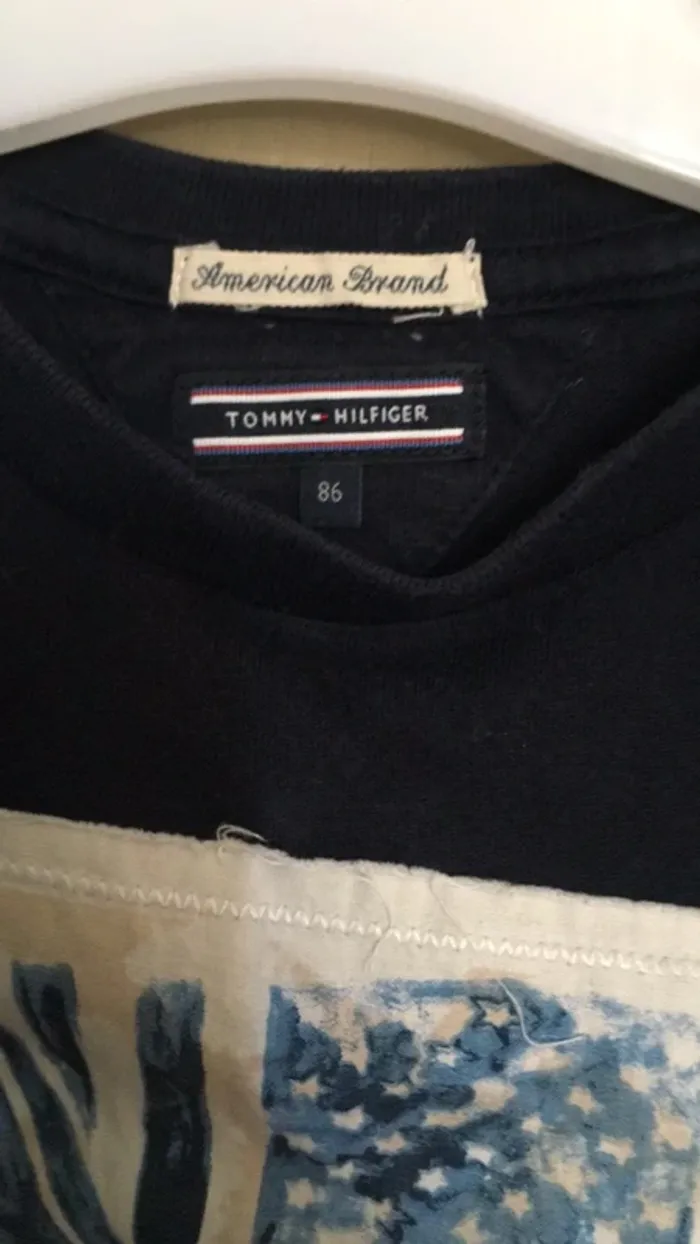 American Brand
TOMMY HILFIGER
86